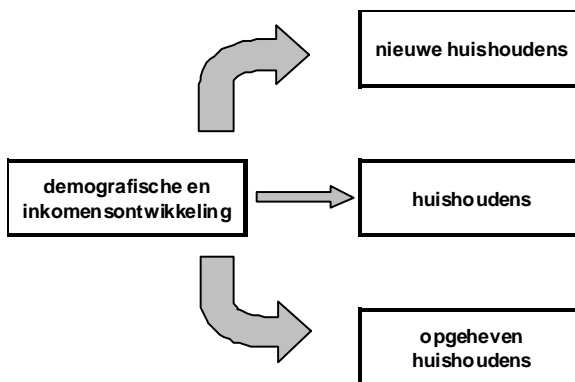 nieuwe huishoudens
demografische en
inkomensontwikkeling
huishoudens
opgeheven
huishoudens